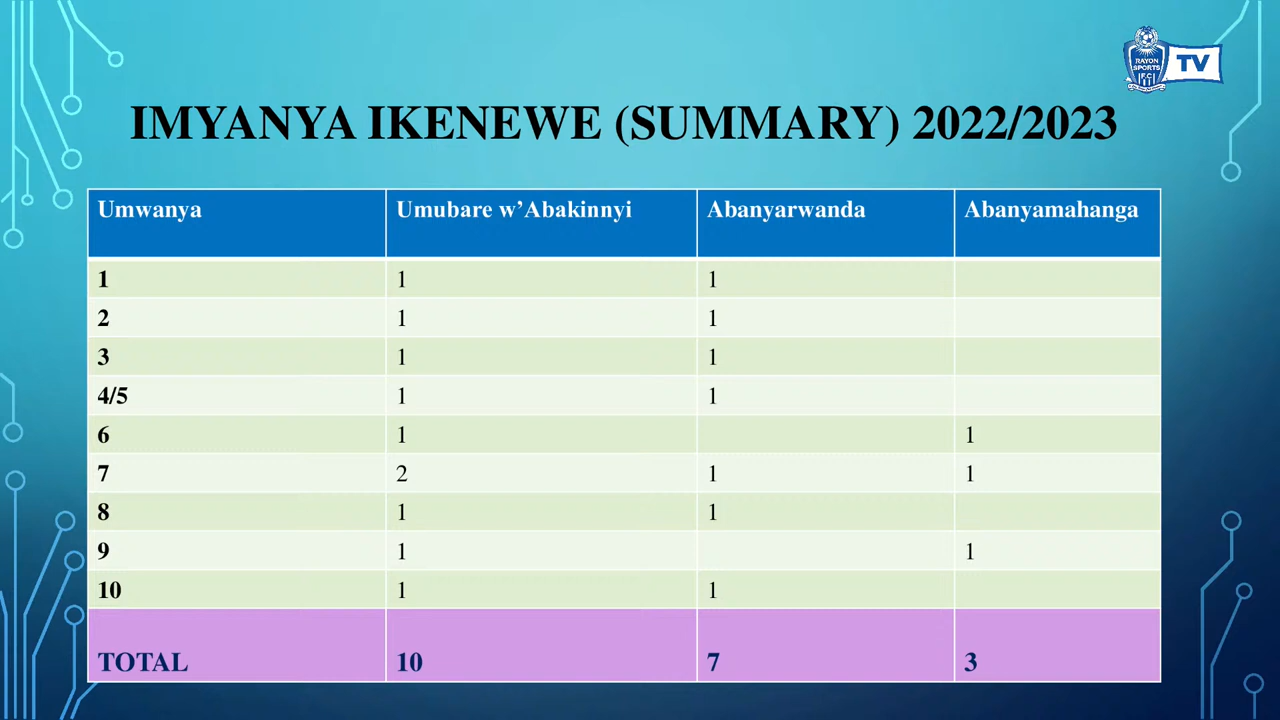 RAYON
SPORTS
F.C
TV
IMYANYA IKENEWE (SUMMARY) 2022/2023
Umwanya Umubare w’Abakinnyi Abanyarwanda Abanyamahanga
1 1 1
2 1 1
3 1 1
4/5 1 1
6 1 1
7 2 1 1
8 1 1
9 1 1
10 1 1
TOTAL 10 7 3